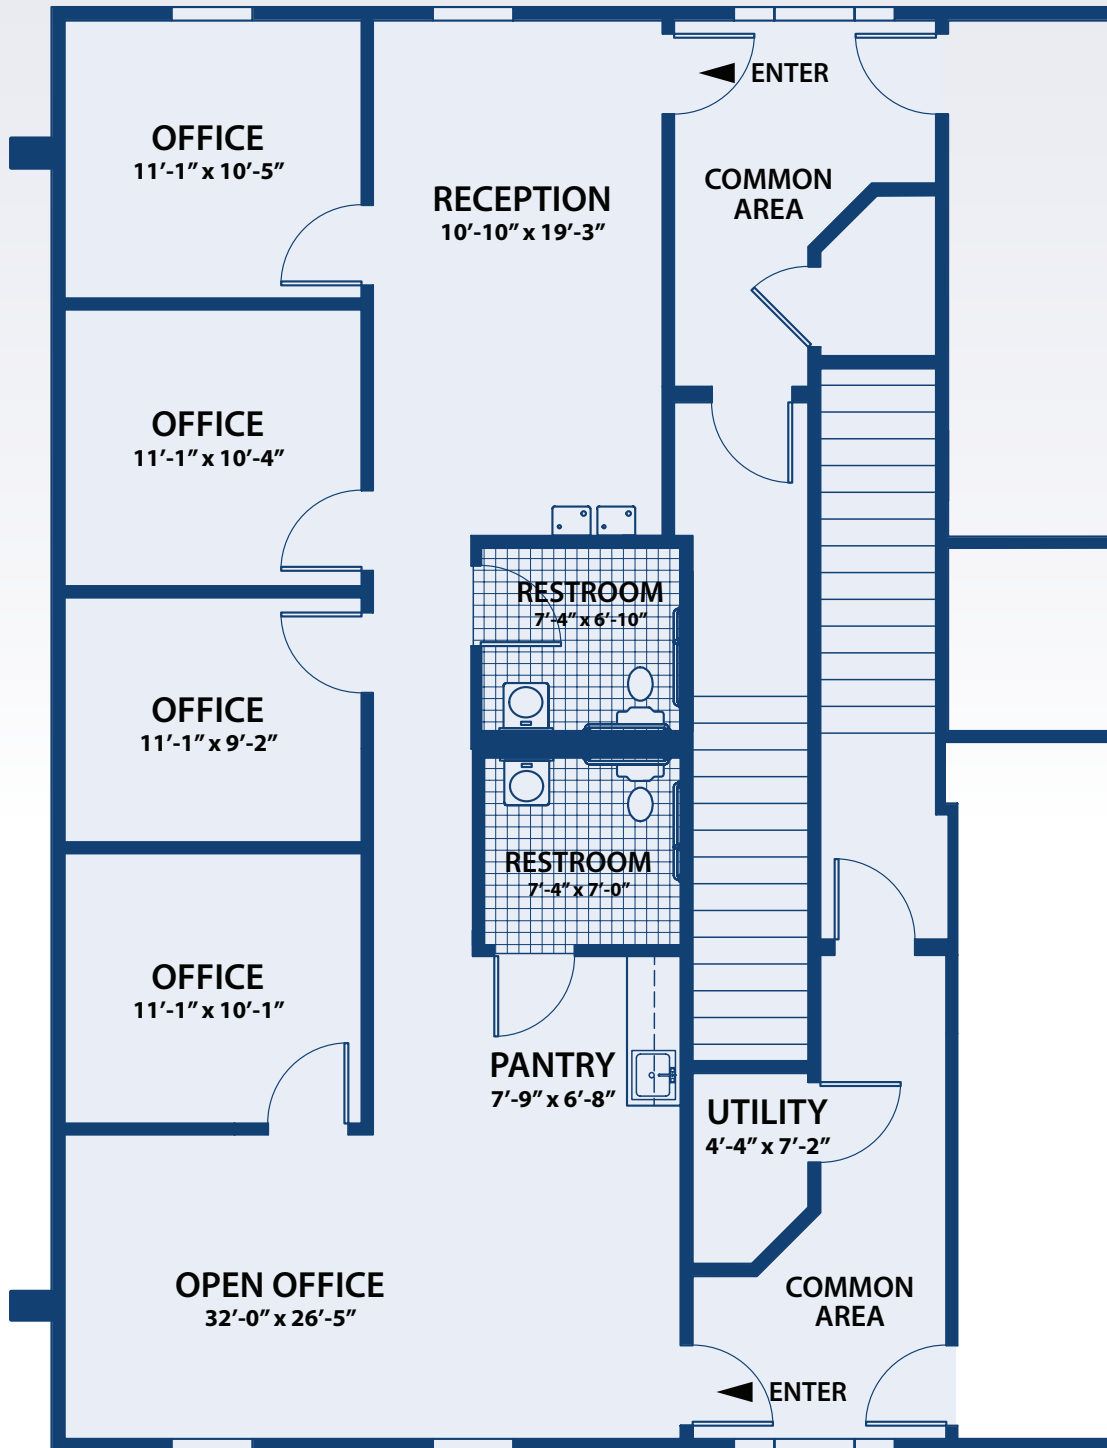 ENTER
OFFICE
11′-1″ x 10′-5″
RECEPTION
10′-10″ x 19′-3″
COMMON
AREA
OFFICE
11′-1″ x 10′-4″
RESTROOM
7′-4″ x 6′-10″
OFFICE
11′-1″ x 9′-2″
RESTROOM
7′-4″ x 7′-0″
OFFICE
11′-1″ x 10′-1″
PANTRY
7′-9″ x 6′-8″
UTILITY
4′-4″ x 7′-2″
OPEN OFFICE
32′-0″ x 26′-5″
COMMON
AREA
ENTER